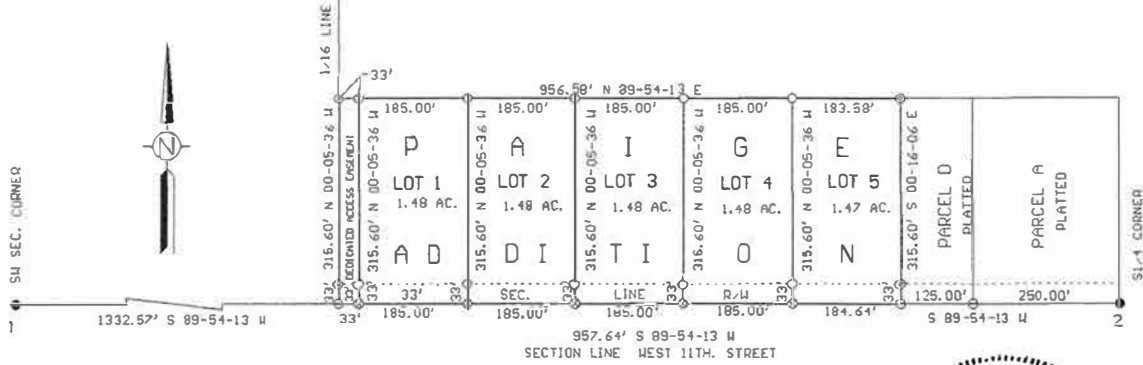 1/16 LINE
33'
956.58' N 89-54-13 E
185.00' 185.00' 185.00' 185.00' 183.58'
N
SW SEC. CORNER
315.60' N 00-05-36 W
DEDICATED ACCESS EASEMENT
315.60' N 00-05-36 W
315.60' N 00-05-36 W
315.60' N 00-05-36 W
315.60' N 00-05-36 W
315.60' N 00-05-36 W
315.60' S 00-16-06 E
P A I G E
LOT 1 LOT 2 LOT 3 LOT 4 LOT 5
1.48 AC. 1.48 AC. 1.48 AC. 1.48 AC. 1.47 AC.
AD DI TI O N
PARCEL D
PLATTED
PARCEL A
PLATTED
S1/4 CORNER
33' 33' 33' 33' 33' 33' 33'
33' SEC. LINE R/W
1 1332.57' S 89-54-13 W 33' 185.00' 185.00' 185.00' 185.00' 184.64' 125.00' 250.00' 2
S 89-54-13 W
957.64' S 89-54-13 W
SECTION LINE WEST 11TH. STREET